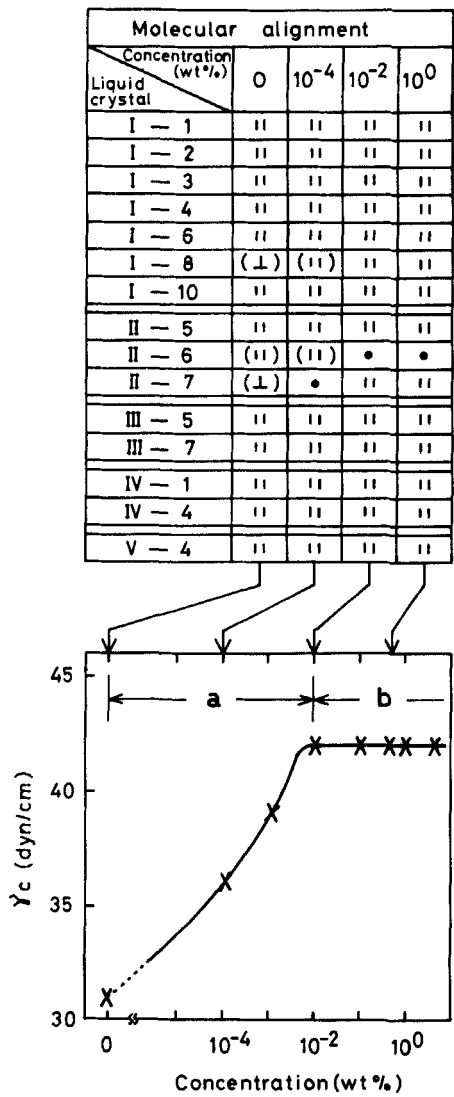 Molecular alignment
Concentration (wt%) 0 10⁻⁴ 10⁻² 10⁰
Liquid crystal
I — 1 II II II II
I — 2 II II II II
I — 3 II II II II
I — 4 II II II II
I — 6 II II II II
I — 8 (⊥) (II) II II
I — 10 II II II II
II — 5 II II II II
II — 6 (II) (II) • •
II — 7 (⊥) • II II
III — 5 II II II II
III — 7 II II II II
IV — 1 II II II II
IV — 4 II II II II
V — 4 II II II II
45
a b
40
35
30
γc (dyn/cm)
0 10⁻⁴ 10⁻² 10⁰
Concentration (wt%)